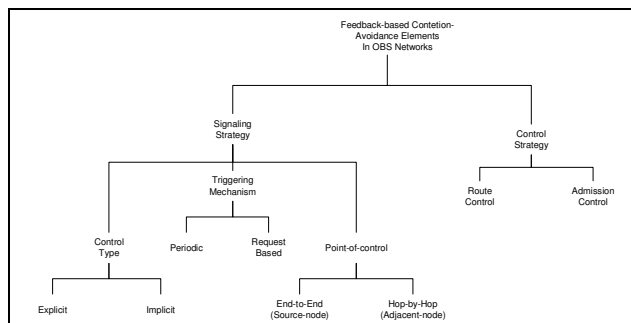 Feedback-based Contetion-
Avoidance Elements
In OBS Networks
Signaling
Strategy
Control
Strategy
Triggering
Mechanism
Route
Control
Admission
Control
Control
Type
Periodic
Request
Based
Point-of-control
Explicit
Implicit
End-to-End
(Source-node)
Hop-by-Hop
(Adjacent-node)